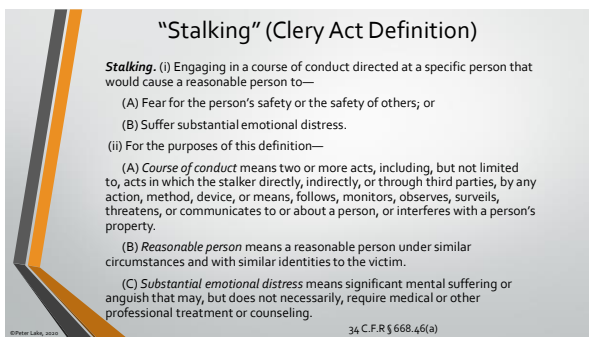 “Stalking” (Clery Act Definition)
Stalking. (i) Engaging in a course of conduct directed at a specific person that
would cause a reasonable person to—
(A) Fear for the person’s safety or the safety of others; or
(B) Suffer substantial emotional distress.
(ii) For the purposes of this definition—
(A) Course of conduct means two or more acts, including, but not limited
to, acts in which the stalker directly, indirectly, or through third parties, by any
action, method, device, or means, follows, monitors, observes, surveils,
threatens, or communicates to or about a person, or interferes with a person’s
property.
(B) Reasonable person means a reasonable person under similar
circumstances and with similar identities to the victim.
(C) Substantial emotional distress means significant mental suffering or
anguish that may, but does not necessarily, require medical or other
professional treatment or counseling.
34 C.F.R § 668.46(a)
©Peter Lake, 2020